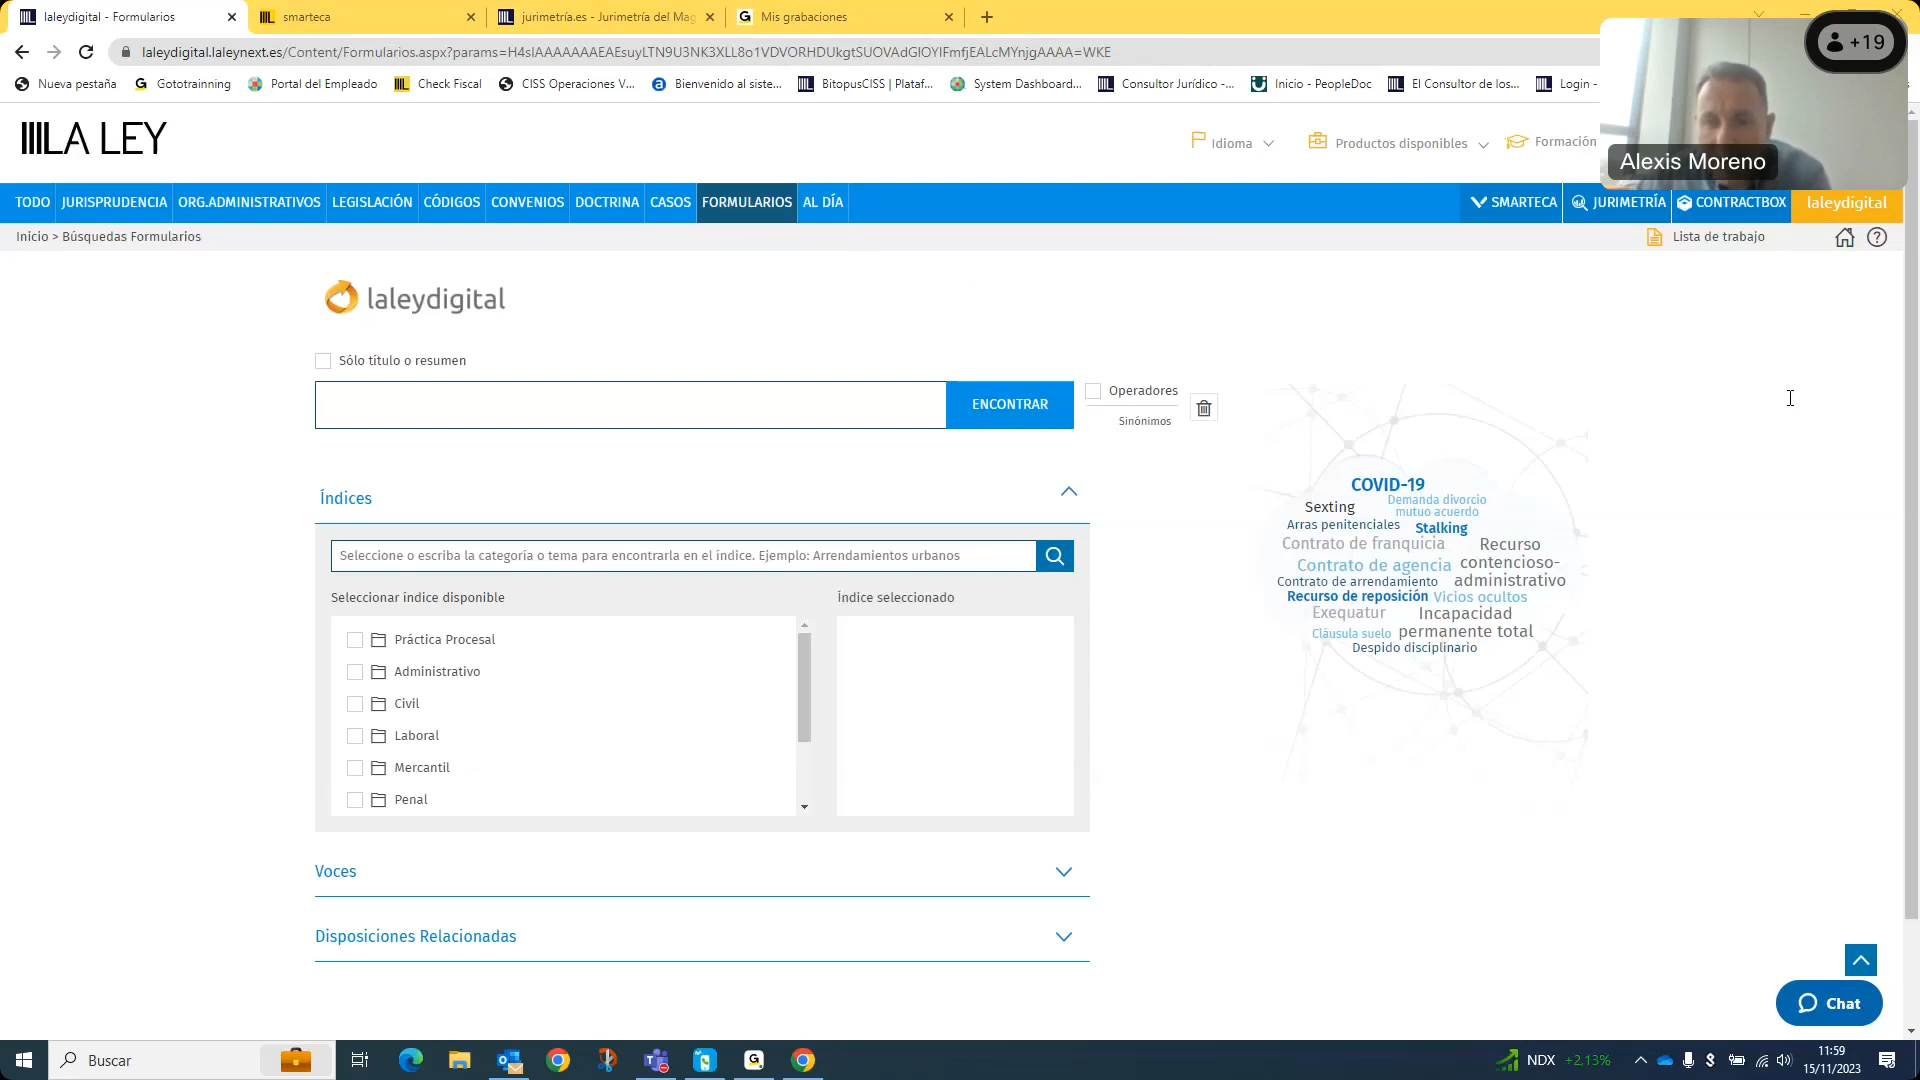 laleydigital - Formularios
smarteca
jurimetría.es - Jurimetría del Mag
Mis grabaciones
+19
laleydigital.laleynext.es/Content/Formularios.aspx?params=H4sIAAAAAAAEAEsuyLTN9U3NK3XLL8o1VDVORHDUkgtSUOVAdGlOYIFmfjEALcMYnjgAAAA=WKE
Nueva pestaña
Gototrainning
Portal del Empleado
Check Fiscal
CISS Operaciones V...
Bienvenido al siste...
BitopusCISS | Plataf...
System Dashboard...
Consultor Jurídico -...
Inicio - PeopleDoc
El Consultor de los...
Login -
LA LEY
Idioma
Productos disponibles
Formación
Alexis Moreno
TODO JURISPRUDENCIA ORG.ADMINISTRATIVOS LEGISLACIÓN CÓDIGOS CONVENIOS DOCTRINA CASOS FORMULARIOS AL DÍA SMARTECA JURIMETRÍA CONTRACTBOX laleydigital
Inicio > Búsquedas Formularios
Lista de trabajo
laleydigital
Sólo título o resumen
ENCONTRAR
Operadores
Sinónimos
Índices
Seleccione o escriba la categoría o tema para encontrarla en el índice. Ejemplo: Arrendamientos urbanos
Seleccionar índice disponible
Índice seleccionado
Práctica Procesal
Administrativo
Civil
Laboral
Mercantil
Penal
COVID-19
Sexting
Demanda divorcio
mutuo acuerdo
Arras penitenciales
Stalking
Contrato de franquicia
Recurso
contencioso-
administrativo
Contrato de agencia
Contrato de arrendamiento
Recurso de reposición
Vicios ocultos
Exequatur
Incapacidad
permanente total
Cláusula suelo
Despido disciplinario
Voces
Disposiciones Relacionadas
Chat
Buscar
NDX +2,13%
11:59
15/11/2023